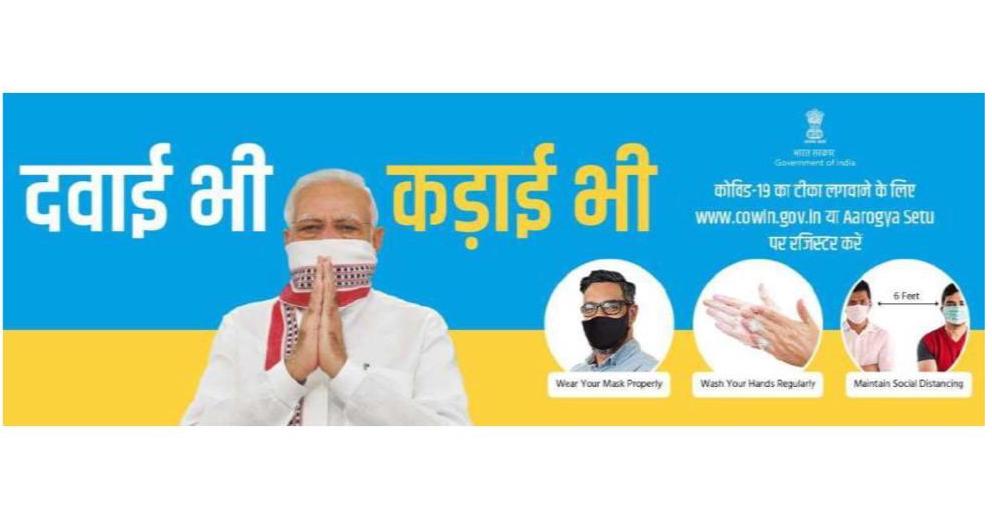 दवाई भी कड़ाई भी
भारत सरकार
Government of India
कोविड-19 का टीका लगवाने के लिए
www.cowin.gov.in या Aarogya Setu
पर रजिस्टर करें
6 Feet
Wear Your Mask Properly
Wash Your Hands Regularly
Maintain Social Distancing